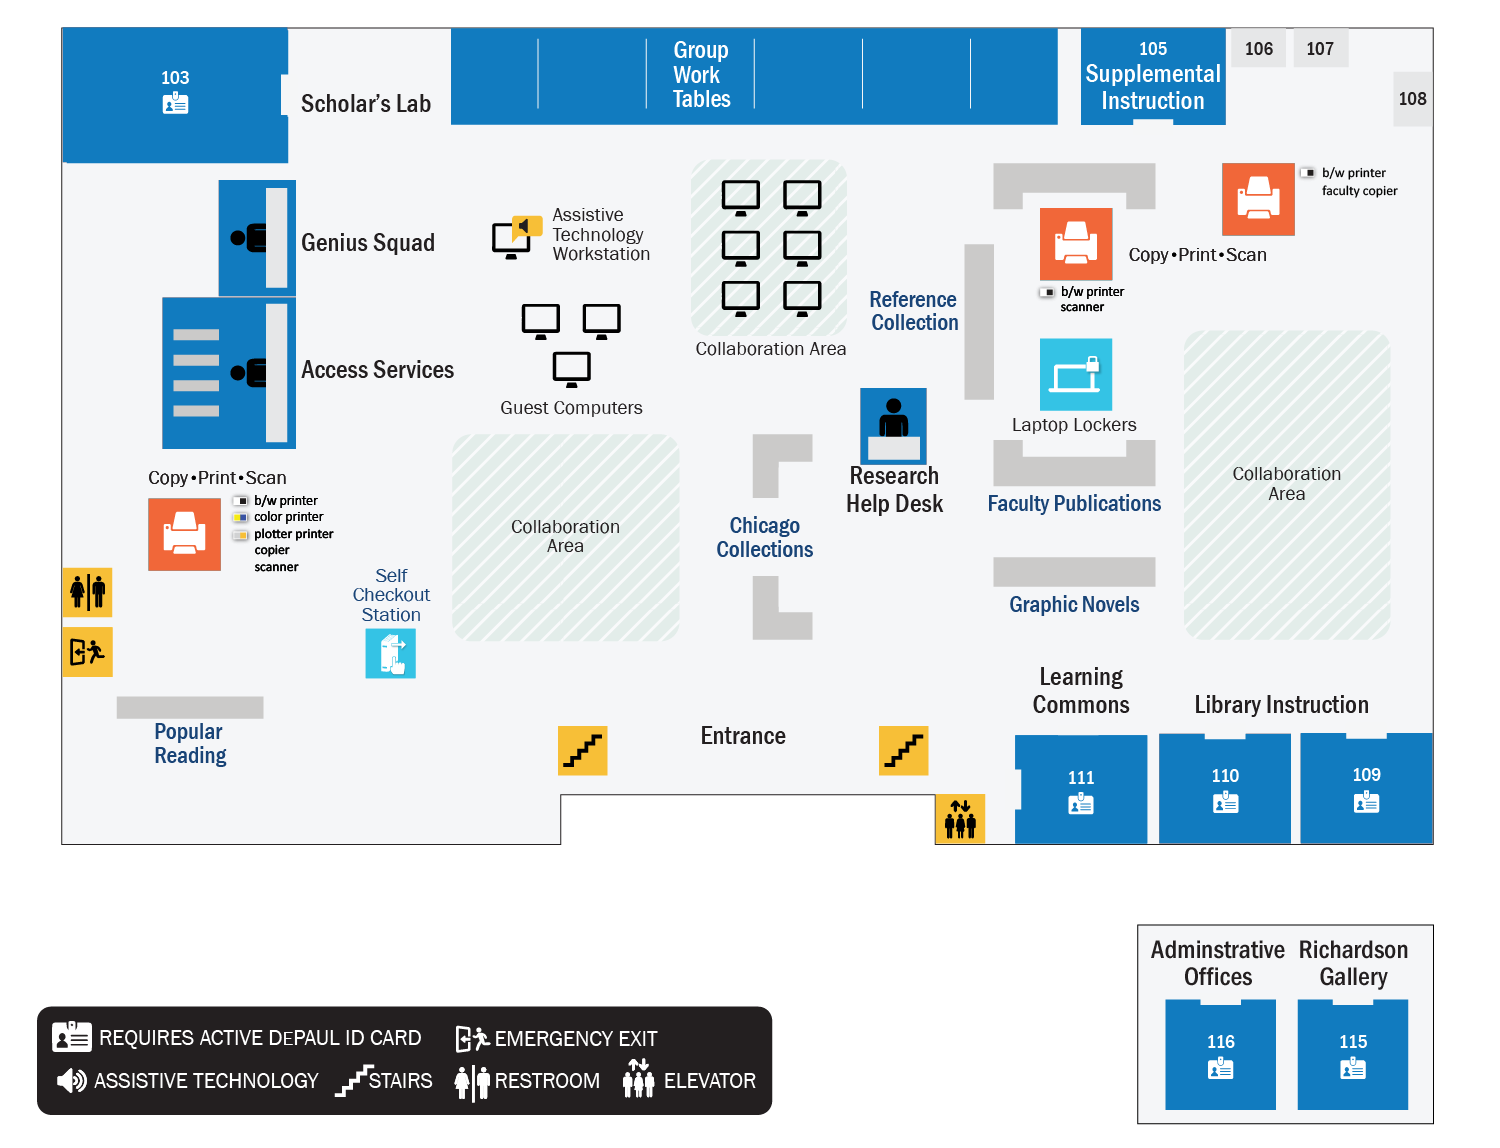 103
Scholar's Lab
Group
Work
Tables
105
Supplemental
Instruction
106
107
108
Genius Squad
Access Services
Assistive
Technology
Workstation
Guest Computers
Collaboration Area
Reference
Collection
b/w printer
faculty copier
Copy•Print•Scan
b/w printer
scanner
Laptop Lockers
Collaboration
Area
Copy•Print•Scan
b/w printer
color printer
plotter printer
copier
scanner
Collaboration
Area
Research
Help Desk
Faculty Publications
Chicago
Collections
Self
Checkout
Station
Graphic Novels
Popular
Reading
Entrance
Learning
Commons
Library Instruction
111
110
109
Adminstrative
Offices
Richardson
Gallery
116
115
REQUIRES ACTIVE DEPAUL ID CARD
EMERGENCY EXIT
ASSISTIVE TECHNOLOGY
STAIRS
RESTROOM
ELEVATOR